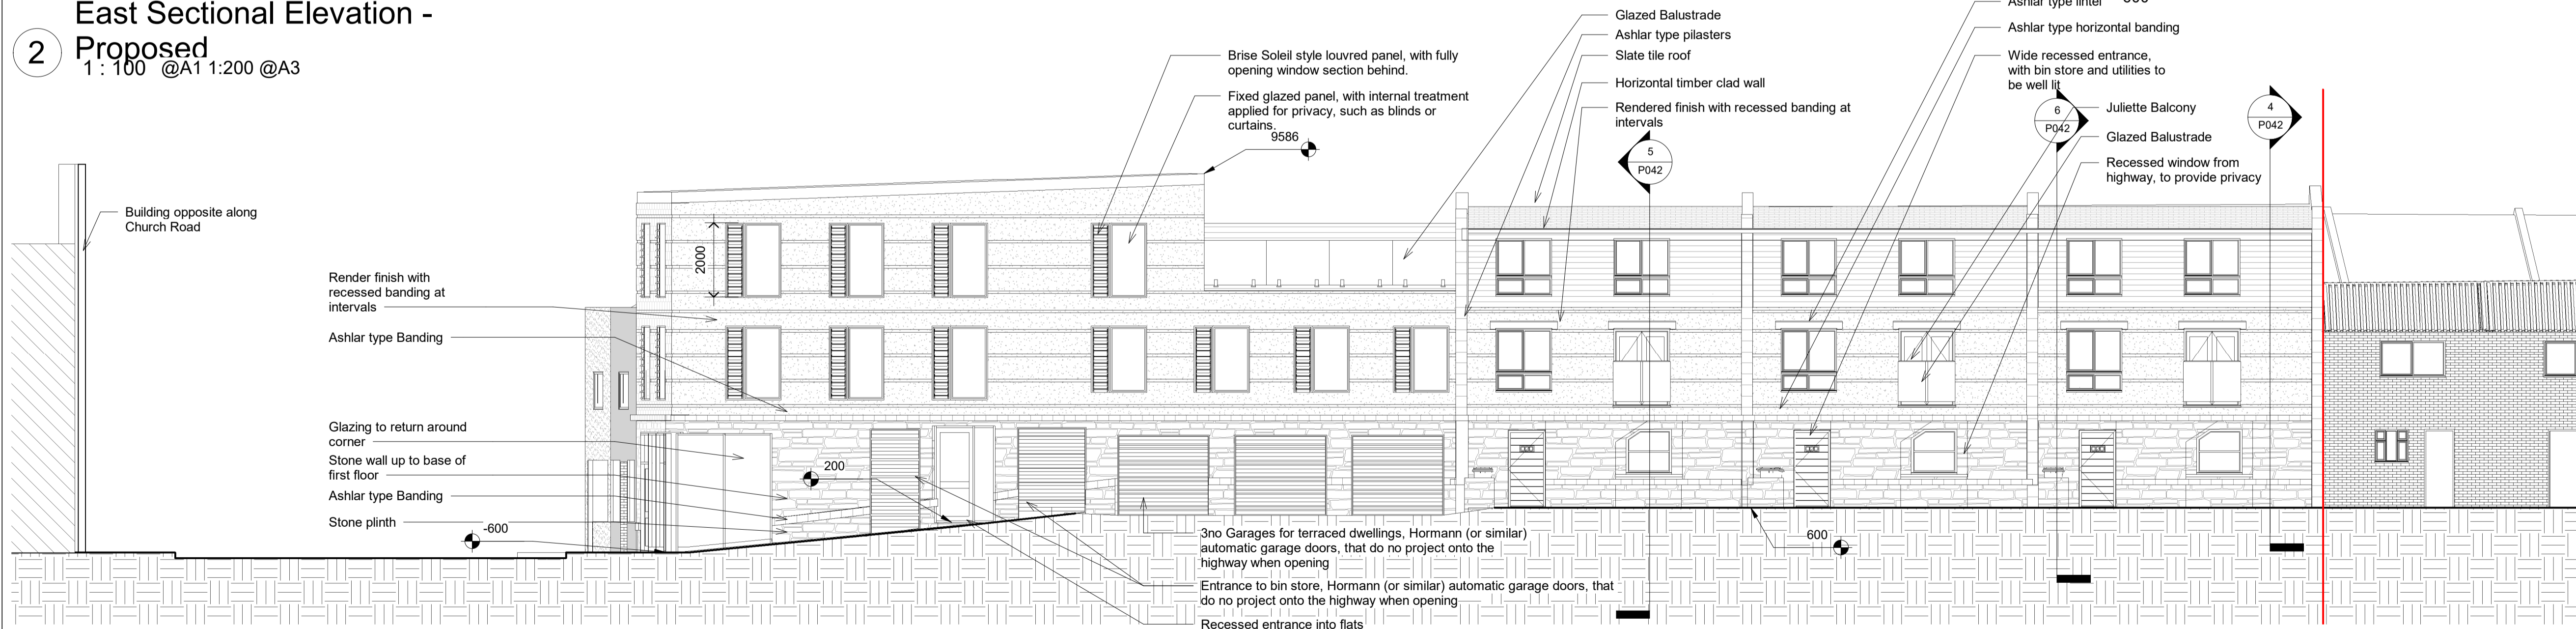 East Sectional Elevation -
Proposed
2
1 : 100 @A1 1:200 @A3
Building opposite along
Church Road
Render finish with
recessed banding at
intervals
Ashlar type Banding
Glazing to return around
corner
Stone wall up to base of
first floor
Ashlar type Banding
Stone plinth
-600
2000
200
Brise Soleil style louvred panel, with fully
opening window section behind.
Fixed glazed panel, with internal treatment
applied for privacy, such as blinds or
curtains.
9586
Glazed Balustrade
Ashlar type pilasters
Slate tile roof
Horizontal timber clad wall
Rendered finish with recessed banding at
intervals
5
P042
Ashlar type lintel
Ashlar type horizontal banding
Wide recessed entrance,
with bin store and utilities to
be well lit
6
P042
Juliette Balcony
Glazed Balustrade
Recessed window from
highway, to provide privacy
4
P042
3no Garages for terraced dwellings, Hormann (or similar)
automatic garage doors, that do no project onto the
highway when opening
Entrance to bin store, Hormann (or similar) automatic garage doors, that
do no project onto the highway when opening
Recessed entrance into flats
600